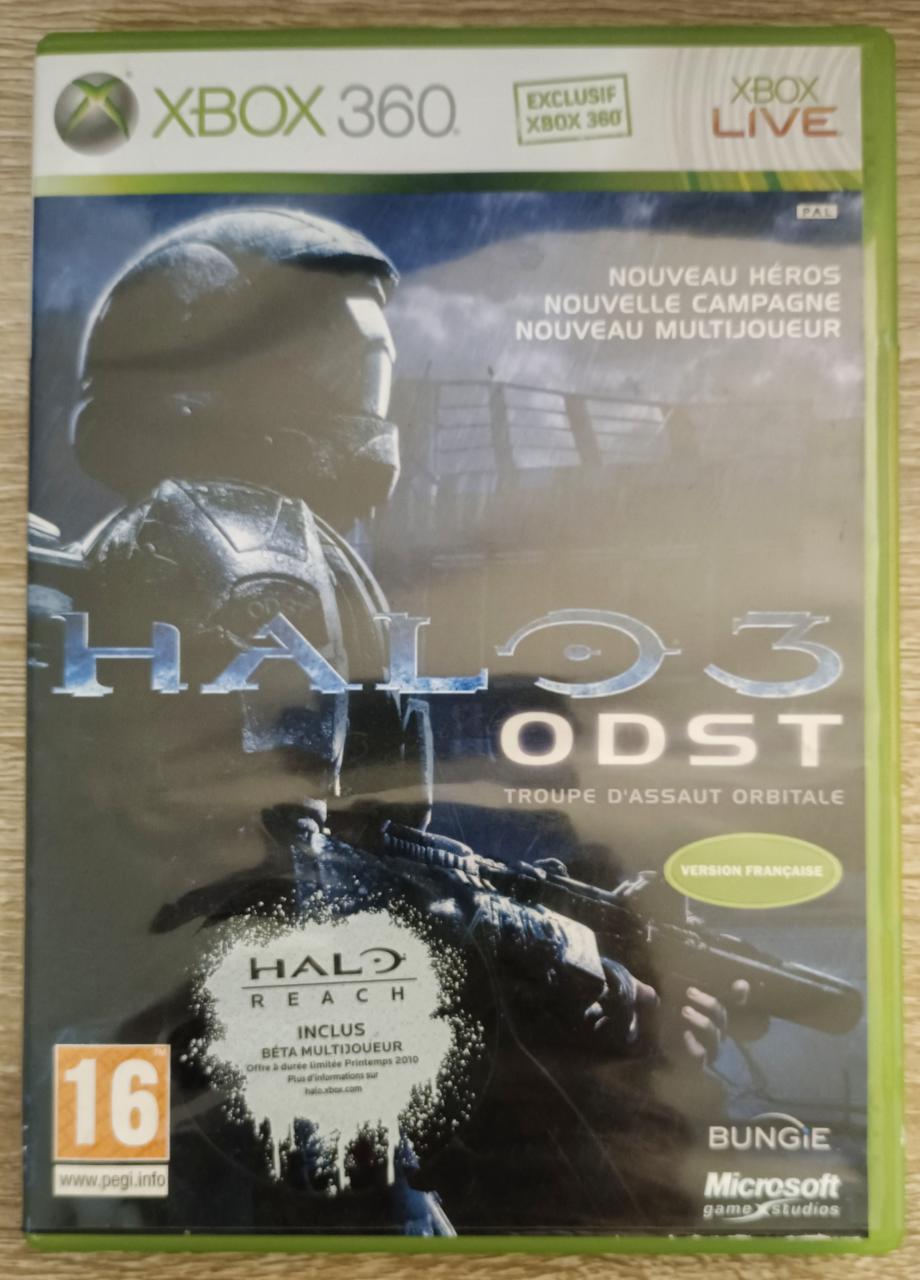 XBOX 360
EXCLUSIF
XBOX 360
XBOX
LIVE
PAL
NOUVEAU HÉROS
NOUVELLE CAMPAGNE
NOUVEAU MULTIJOUEUR
HALO 3
ODST
TROUPE D'ASSAUT ORBITALE
VERSION FRANÇAISE
HALO
REACH
INCLUS
BÉTA MULTIJOUEUR
Offre à durée limitée Printemps 2010
Plus d'informations sur
halo.xbox.com
16
www.pegi.info
BUNGIE
Microsoft
game studios